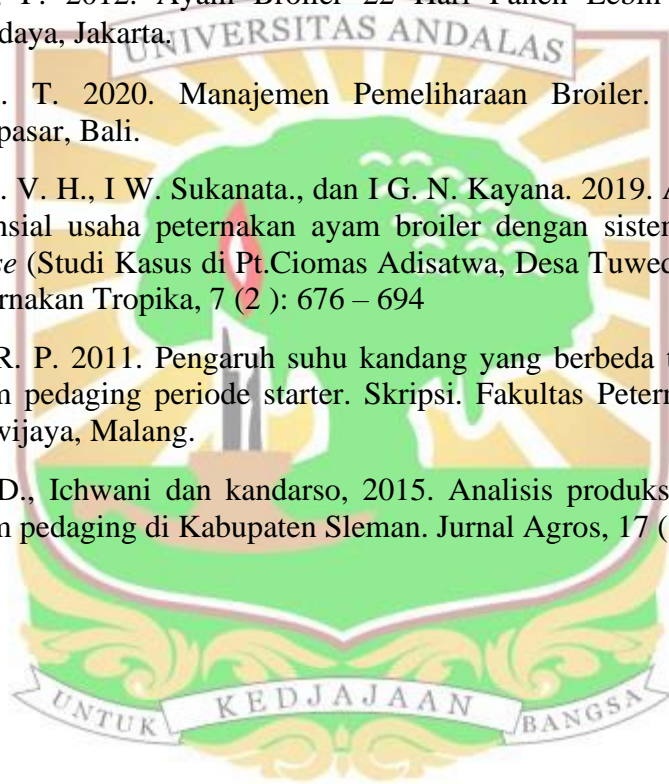 , P. 2012. Ayam Broiler 22 Hari Panen Lebih
daya, Jakarta.
UNIVERSITAS ANDALAS
. T. 2020. Manajemen Pemeliharaan Broiler.
pasar, Bali.
. V. H., I W. Sukanata., dan I G. N. Kayana. 2019. A
nsial usaha peternakan ayam broiler dengan sistem
se (Studi Kasus di Pt.Ciomas Adisatwa, Desa Tuwed
rnakan Tropika, 7 (2 ): 676 – 694
R. P. 2011. Pengaruh suhu kandang yang berbeda t
m pedaging periode starter. Skripsi. Fakultas Petern
wijaya, Malang.
D., Ichwani dan kandarso, 2015. Analisis produks
m pedaging di Kabupaten Sleman. Jurnal Agros, 17 (
UNTUK KEDJAJAAN BANGSA